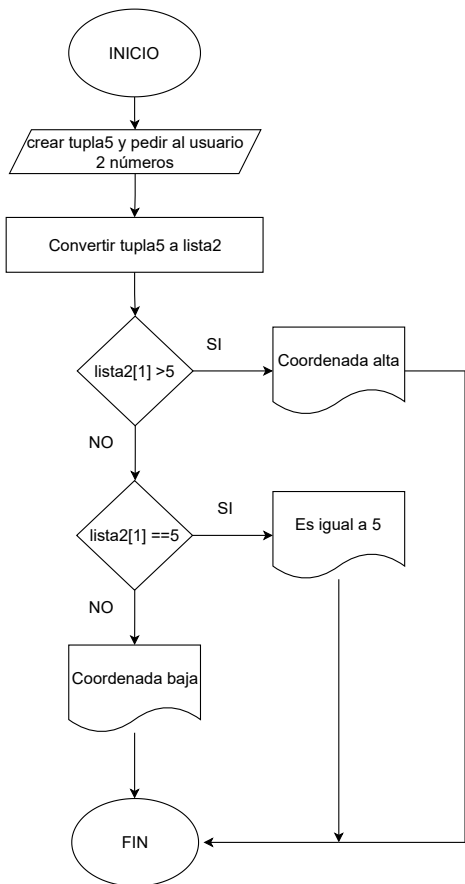 INICIO
crear tupla5 y pedir al usuario
2 números
Convertir tupla5 a lista2
SI
lista2[1] >5
Coordenada alta
NO
SI
lista2[1] ==5
Es igual a 5
NO
Coordenada baja
FIN